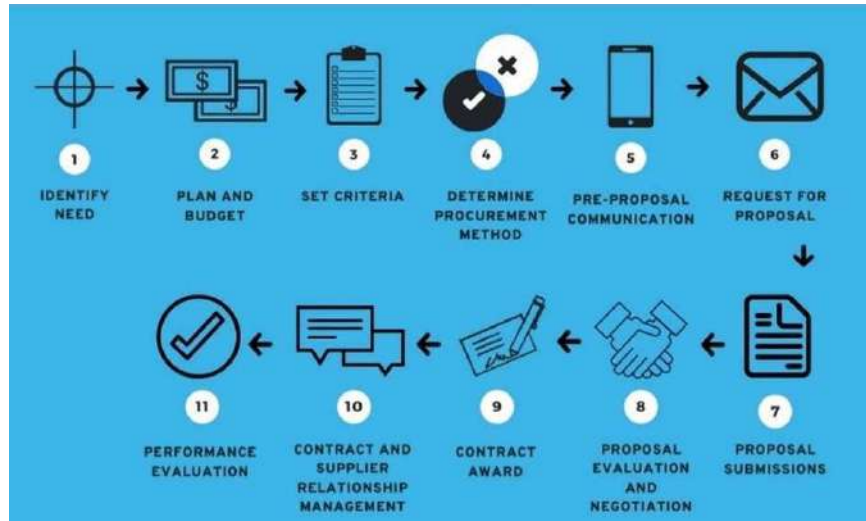 $
$
1
IDENTIFY
NEED
2
PLAN AND
BUDGET
3
SET CRITERIA
4
DETERMINE
PROCUREMENT
METHOD
5
PRE-PROPOSAL
COMMUNICATION
6
REQUEST FOR
PROPOSAL
7
PROPOSAL
SUBMISSIONS
8
PROPOSAL
EVALUATION
AND
NEGOTIATION
9
CONTRACT
AWARD
10
CONTRACT AND
SUPPLIER
RELATIONSHIP
MANAGEMENT
11
PERFORMANCE
EVALUATION